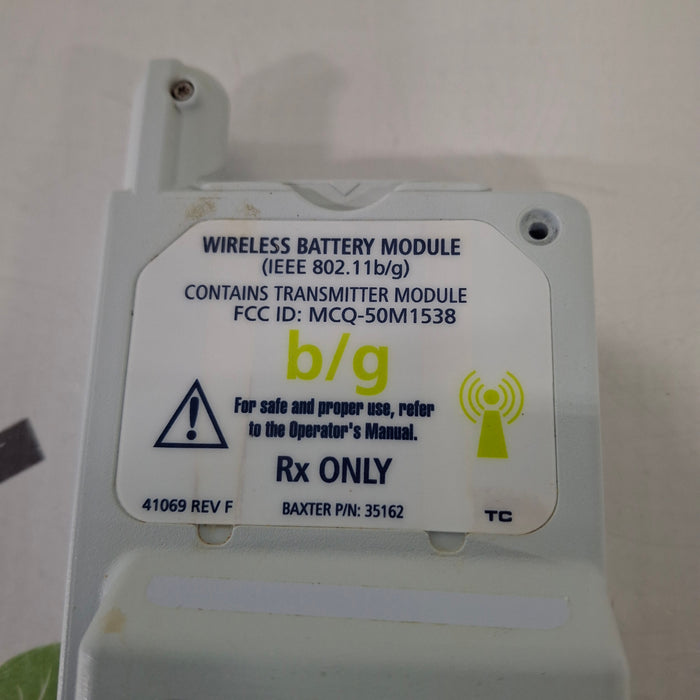 WIRELESS BATTERY MODULE
(IEEE 802.11b/g)
CONTAINS TRANSMITTER MODULE
FCC ID: MCQ-50M1538
b/g
For safe and proper use, refer
to the Operator's Manual.
Rx ONLY
41069 REV F BAXTER P/N: 35162 TC